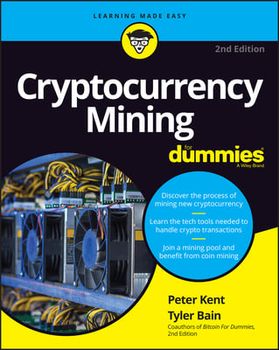 LEARNING MADE EASY
2nd Edition
Cryptocurrency
Mining
for
dummies
A Wiley Brand
Discover the process of
mining new cryptocurrency
Learn the tech tools needed to
handle crypto transactions
Join a mining pool and
benefit from coin mining
Peter Kent
Tyler Bain
Coauthors of Bitcoin For Dummies,
2nd Edition